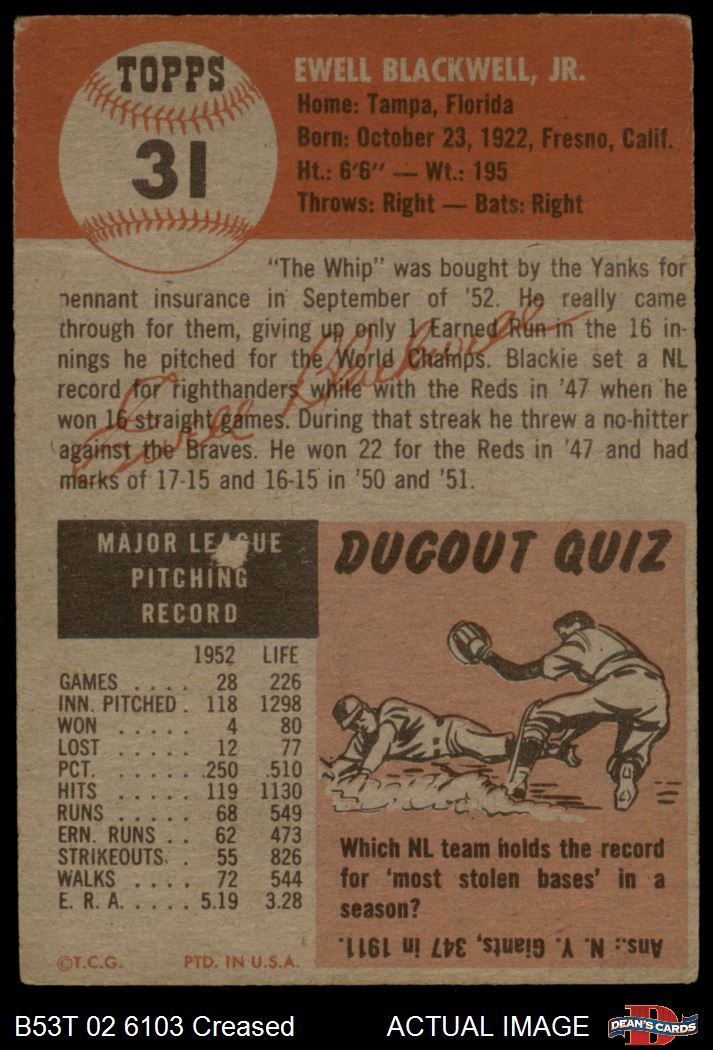 TOPPS
31
EWELL BLACKWELL, JR.
Home: Tampa, Florida
Born: October 23, 1922, Fresno, Calif.
Ht.: 6'6" — Wt.: 195
Throws: Right — Bats: Right
"The Whip" was bought by the Yanks for
pennant insurance in September of '52. He really came
through for them, giving up only 1 Earned Run in the 16 in-
nings he pitched for the World Champs. Blackie set a NL
record for righthanders while with the Reds in '47 when he
won 16 straight games. During that streak he threw a no-hitter
against the Braves. He won 22 for the Reds in '47 and had
marks of 17-15 and 16-15 in '50 and '51.
Ewell Blackwell
MAJOR LEAGUE
PITCHING
RECORD
1952 LIFE
GAMES . . . . 28 226
INN. PITCHED . 118 1298
WON . . . . . 4 80
LOST . . . . . 12 77
PCT. . . . . . .250 .510
HITS . . . . . 119 1130
RUNS . . . . . 68 549
ERN. RUNS . . 62 473
STRIKEOUTS. . 55 826
WALKS . . . . 72 544
E. R. A. . . . . . 5.19 3.28
©T.C.G. PTD. IN U.S.A.
DUGOUT QUIZ
Which NL team holds the record
for 'most stolen bases' in a
season?
Ans.: N. Y. Giants, 347 in 1911.
B53T 02 6103 Creased ACTUAL IMAGE
D
DEAN'S CARDS